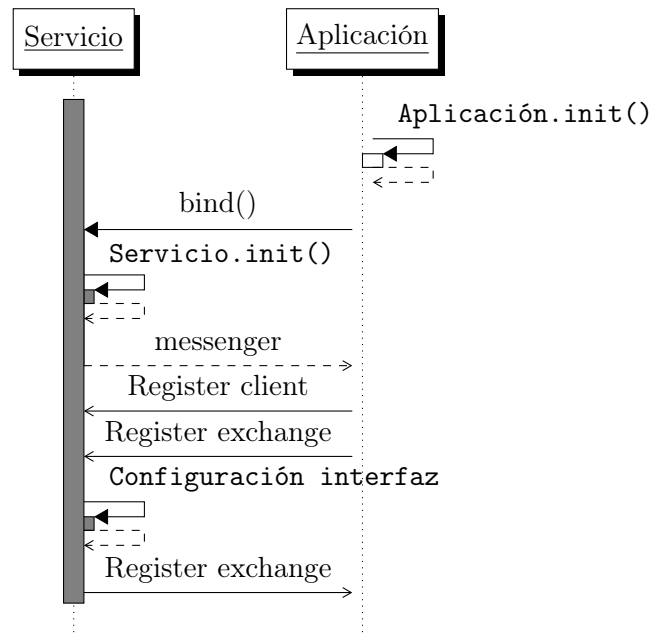 Servicio
Aplicación
Aplicación.init()
bind()
Servicio.init()
messenger
Register client
Register exchange
Configuración interfaz
Register exchange